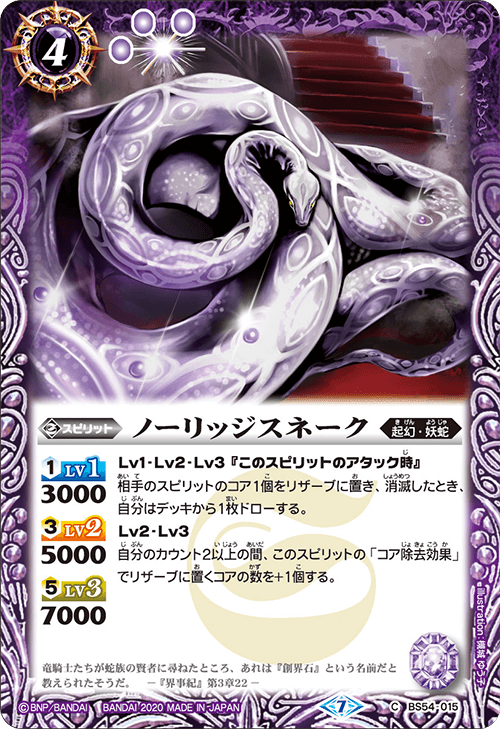 4
スピリット
ノーリッジスネーク
きげん ようじゃ
起幻・妖蛇
1 LV1
3000
3 LV2
5000
5 LV3
7000
Lv1・Lv2・Lv3『このスピリットのアタック時』
相手のスピリットのコア1個をリザーブに置き、消滅したとき、
自分はデッキから1枚ドローする。
Lv2・Lv3
自分のカウント2以上の間、このスピリットの「コア除去効果」
でリザーブに置くコアの数を+1個する。
竜騎士たちが蛇族の賢者に尋ねたところ、あれは『創界石』という名前だと
教えられたそうだ。 －『界事紀』第3章22－
©BNP/BANDAI BANDAI 2020 MADE IN JAPAN
7
C BS54-015